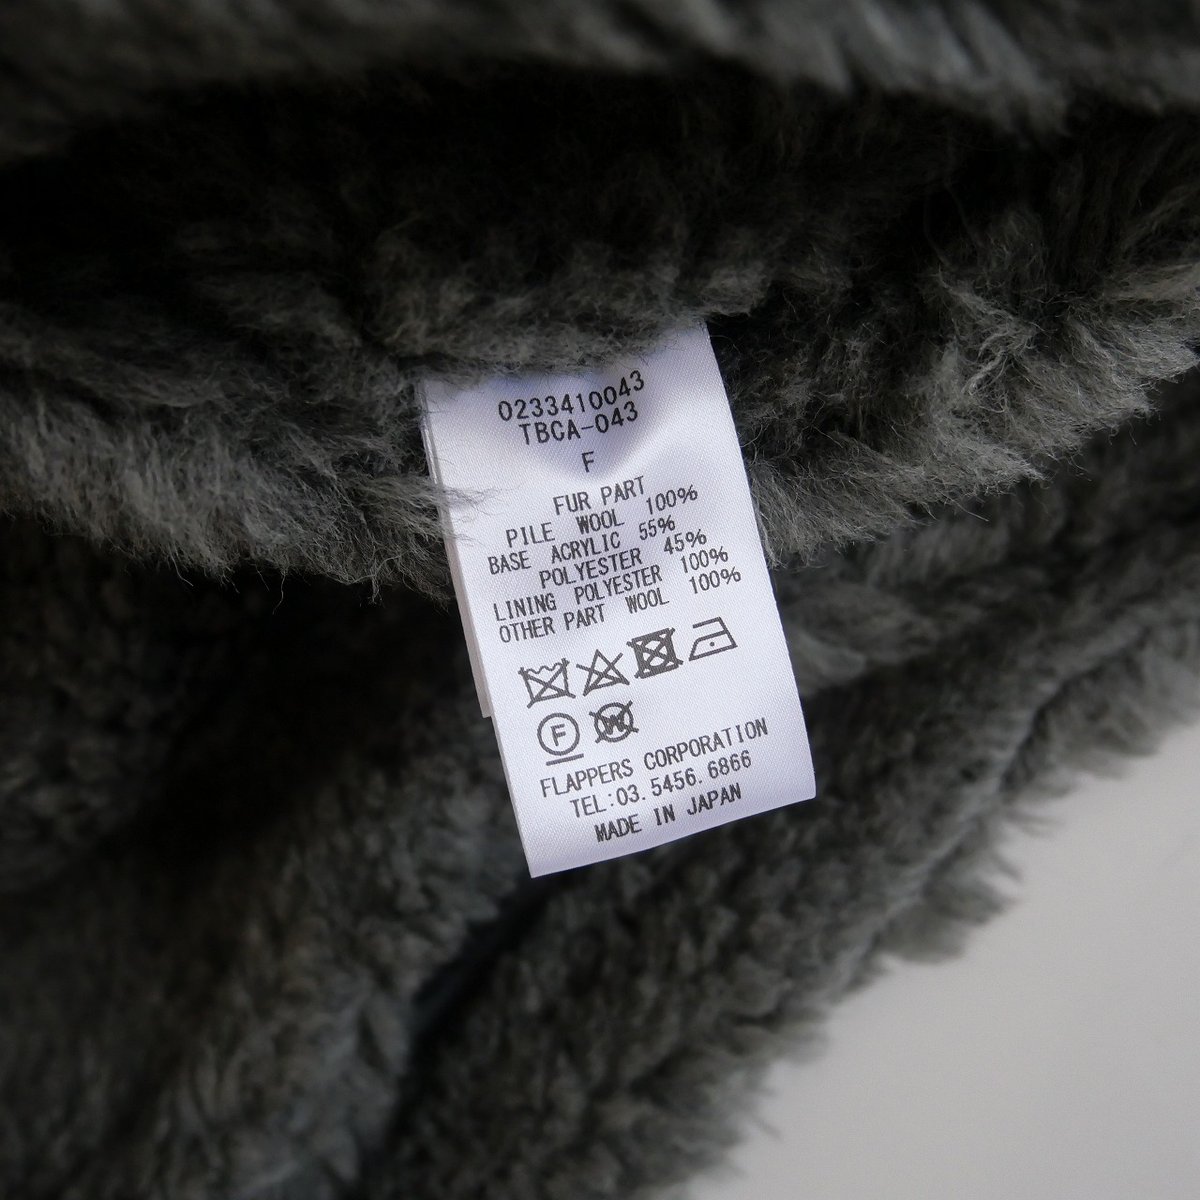 0233410043
TBCA-043
F
FUR PART
PILE WOOL 100%
BASE ACRYLIC 55%
POLYESTER 45%
LINING POLYESTER 100%
OTHER PART WOOL 100%
F W
FLAPPERS CORPORATION
TEL:03.5456.6866
MADE IN JAPAN